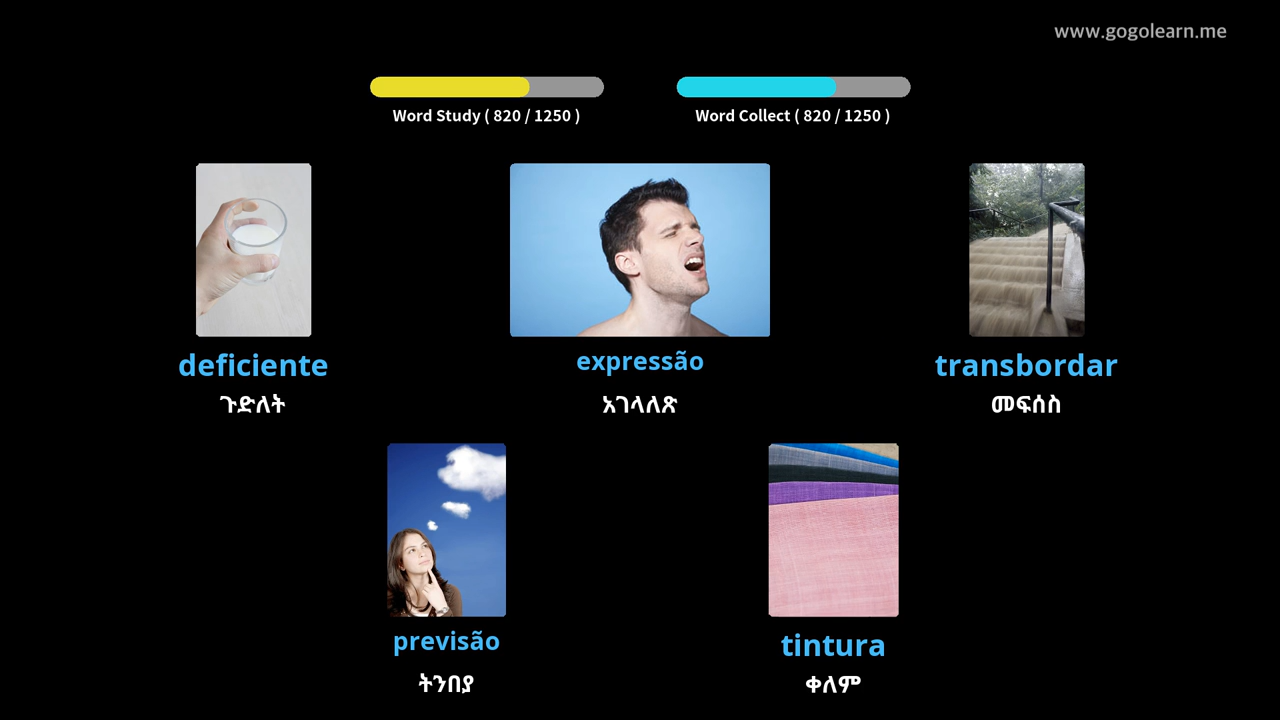 www.gogolearn.me
Word Study ( 820 / 1250 )
Word Collect ( 820 / 1250 )
deficiente
ጉድለት
expressão
አገላለጽ
transbordar
መፍሰስ
previsão
ትንበያ
tintura
ቀለም